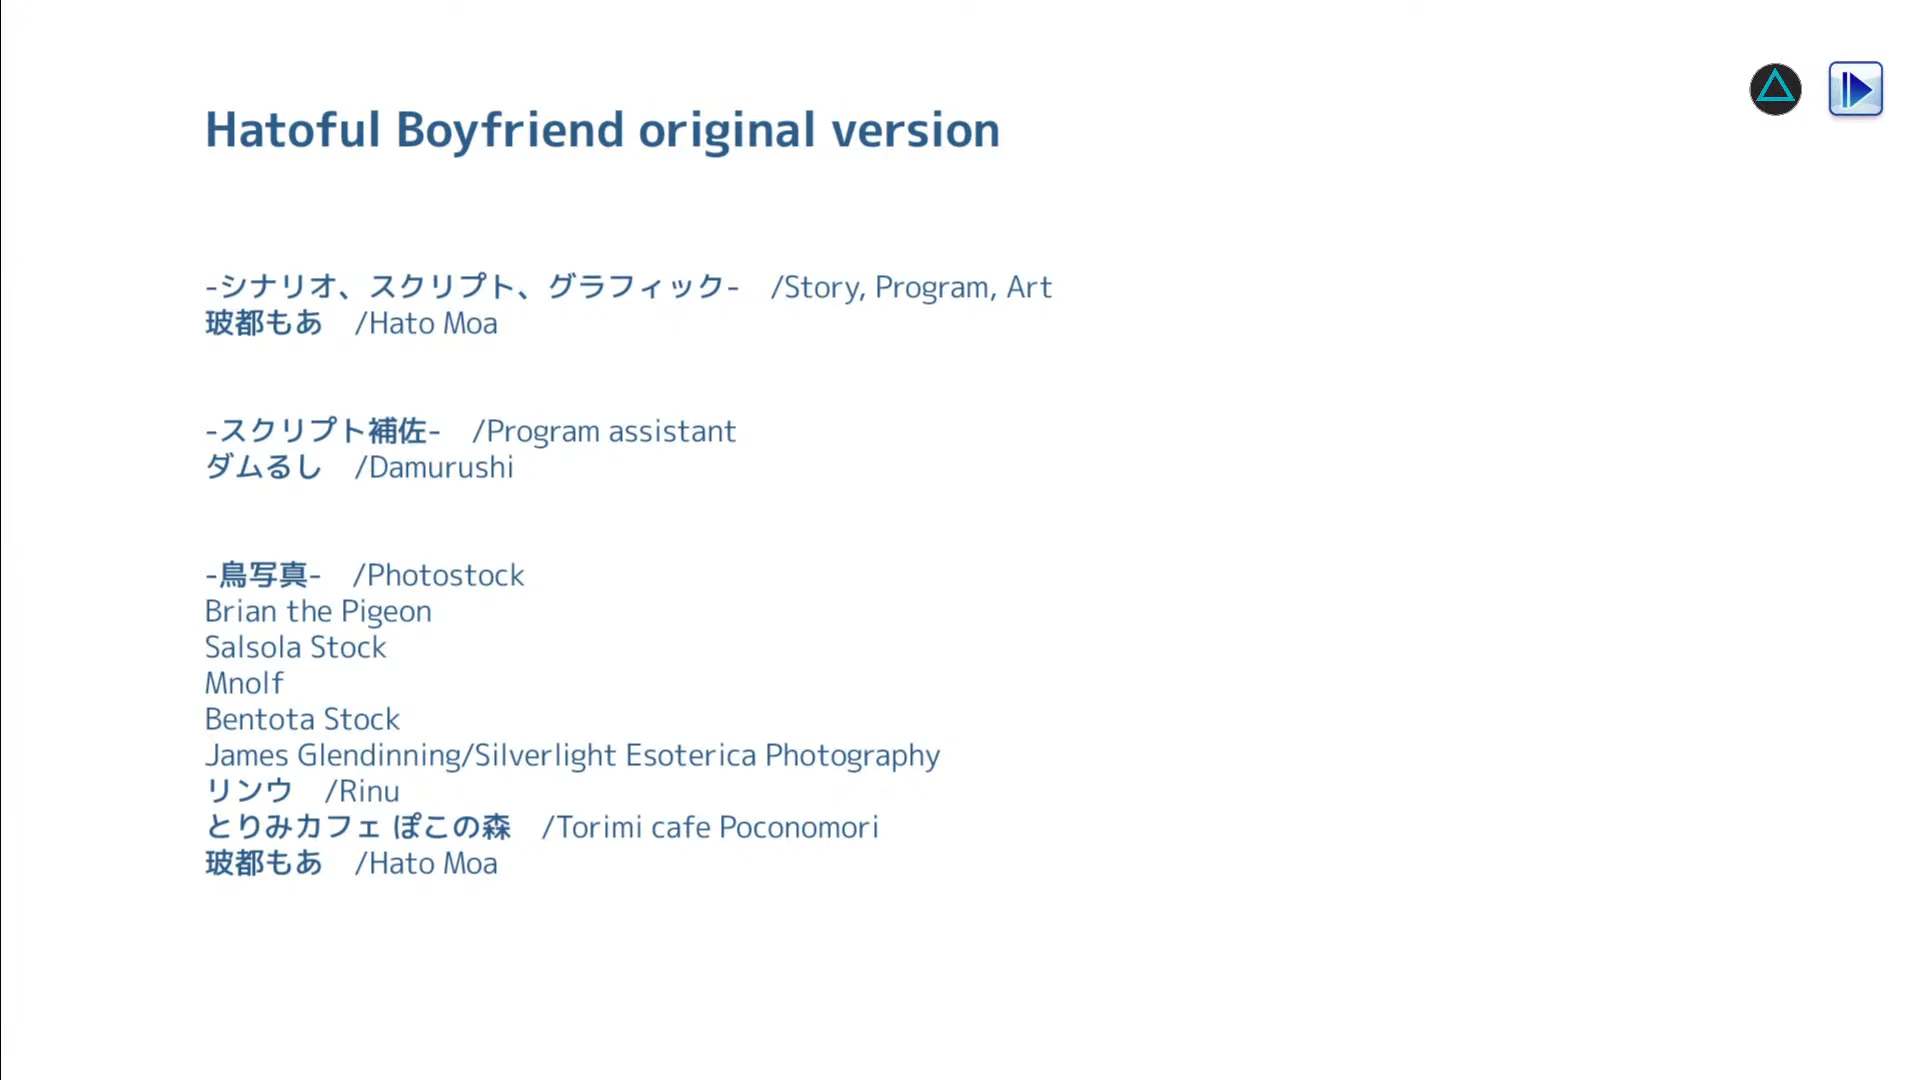 Hatoful Boyfriend original version
-シナリオ、スクリプト、グラフィック-　/Story, Program, Art
玻都もあ　/Hato Moa
-スクリプト補佐-　/Program assistant
ダムるし　/Damurushi
-鳥写真-　/Photostock
Brian the Pigeon
Salsola Stock
Mnolf
Bentota Stock
James Glendinning/Silverlight Esoterica Photography
リンウ　/Rinu
とりみカフェ ぽこの森　/Torimi cafe Poconomori
玻都もあ　/Hato Moa